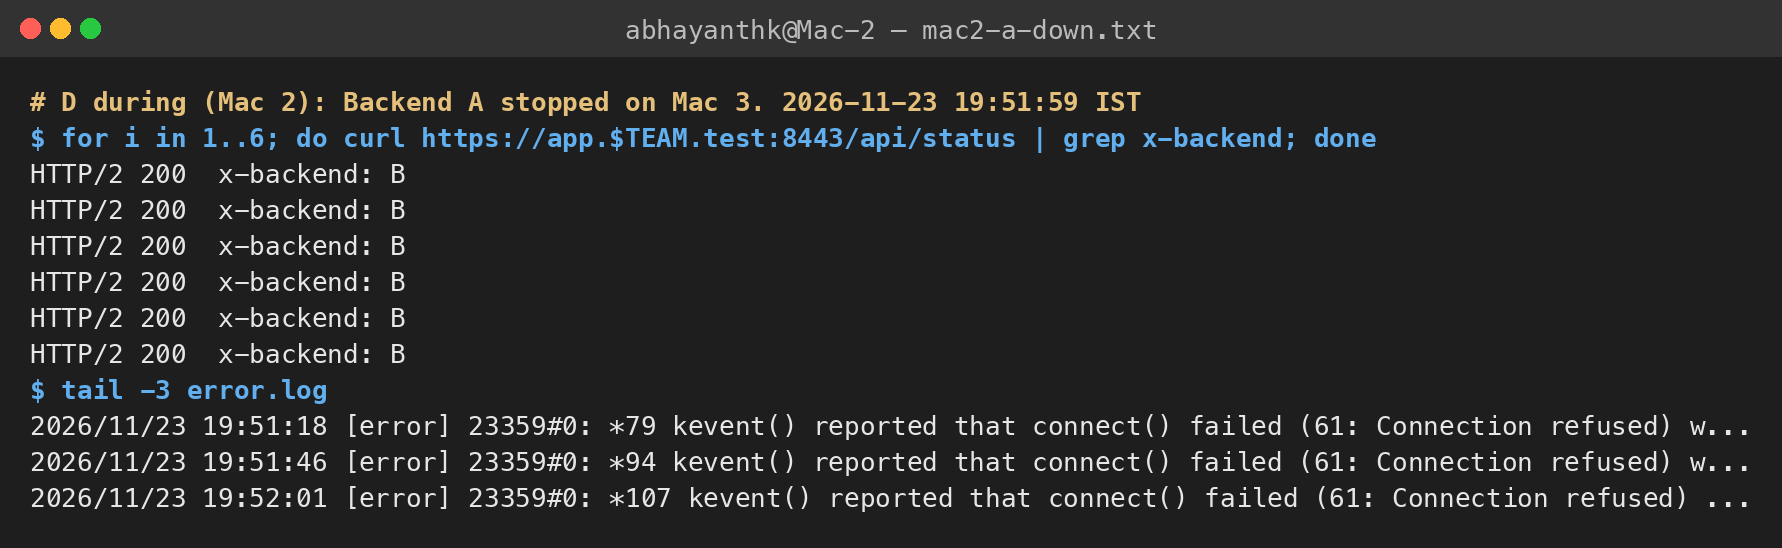 abhayanthk@Mac-2 — mac2-a-down.txt
# D during (Mac 2): Backend A stopped on Mac 3. 2026-11-23 19:51:59 IST
$ for i in 1..6; do curl https://app.$TEAM.test:8443/api/status | grep x-backend; done
HTTP/2 200  x-backend: B
HTTP/2 200  x-backend: B
HTTP/2 200  x-backend: B
HTTP/2 200  x-backend: B
HTTP/2 200  x-backend: B
HTTP/2 200  x-backend: B
$ tail -3 error.log
2026/11/23 19:51:18 [error] 23359#0: *79 kevent() reported that connect() failed (61: Connection refused) w...
2026/11/23 19:51:46 [error] 23359#0: *94 kevent() reported that connect() failed (61: Connection refused) w...
2026/11/23 19:52:01 [error] 23359#0: *107 kevent() reported that connect() failed (61: Connection refused) ...